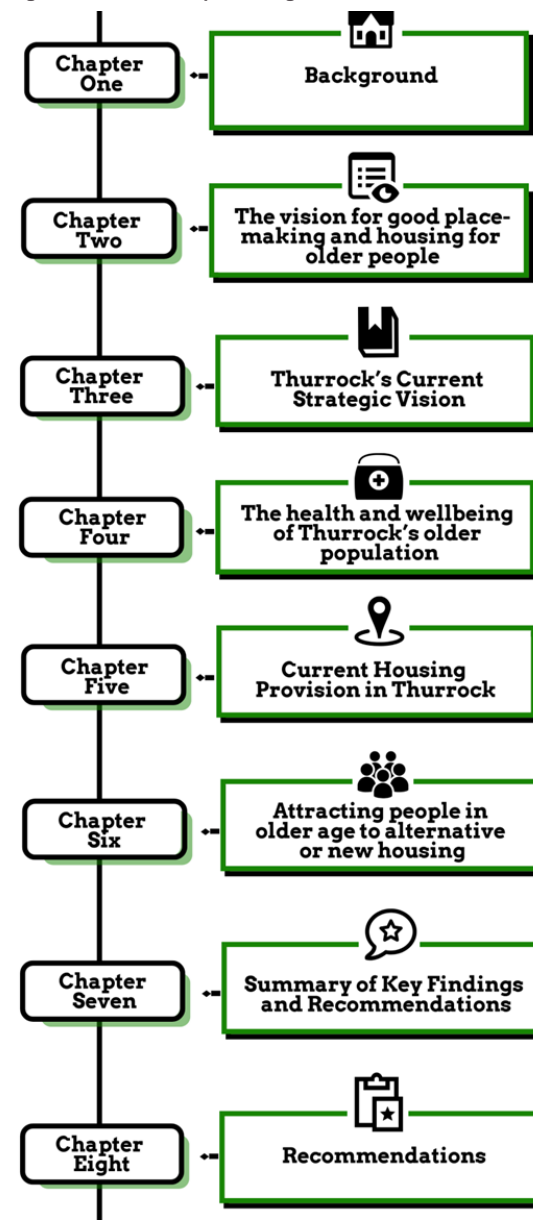 Chapter
One
Background
Chapter
Two
The vision for good place-
making and housing for
older people
Chapter
Three
Thurrock's Current
Strategic Vision
Chapter
Four
The health and wellbeing
of Thurrock's older
population
Chapter
Five
Current Housing
Provision in Thurrock
Chapter
Six
Attracting people in
older age to alternative
or new housing
Chapter
Seven
Summary of Key Findings
and Recommendations
Chapter
Eight
Recommendations